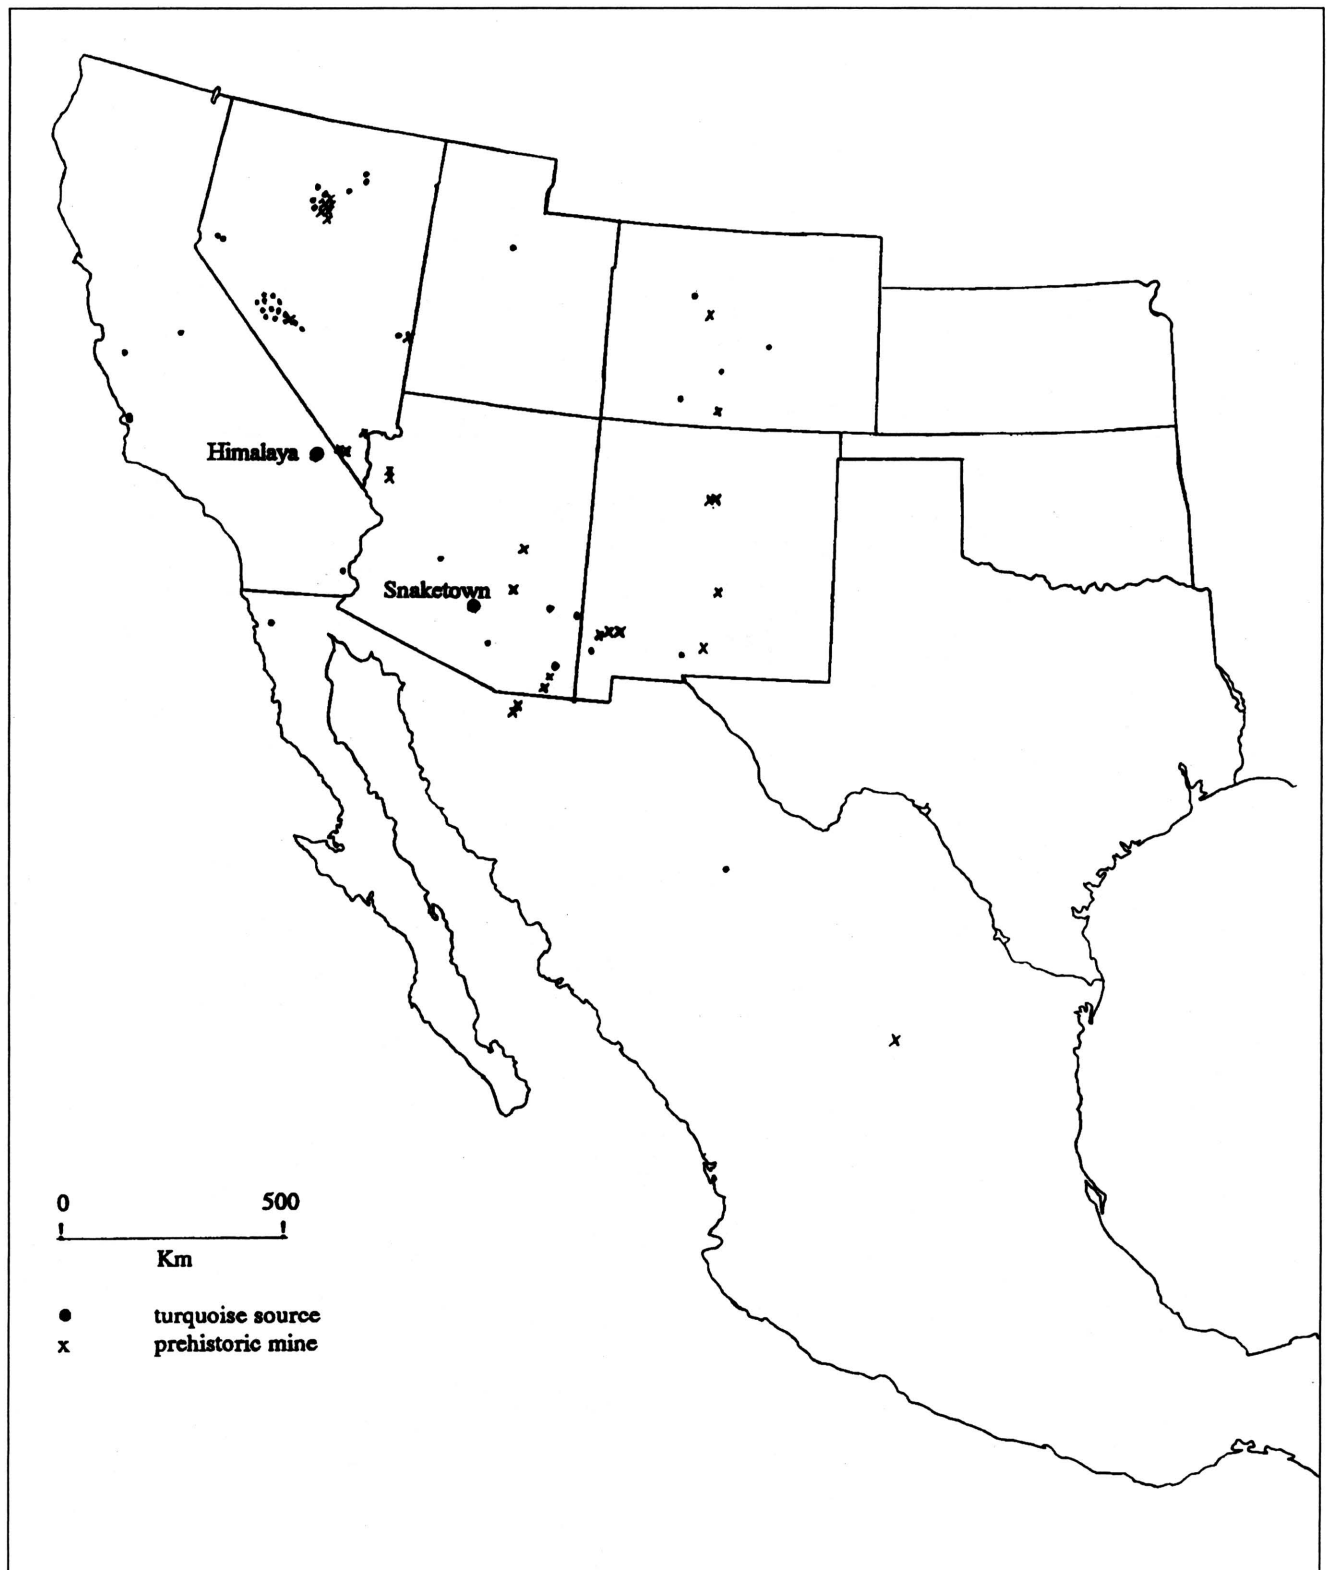 Himalaya
Snaketown
0 500
Km
turquoise source
x prehistoric mine